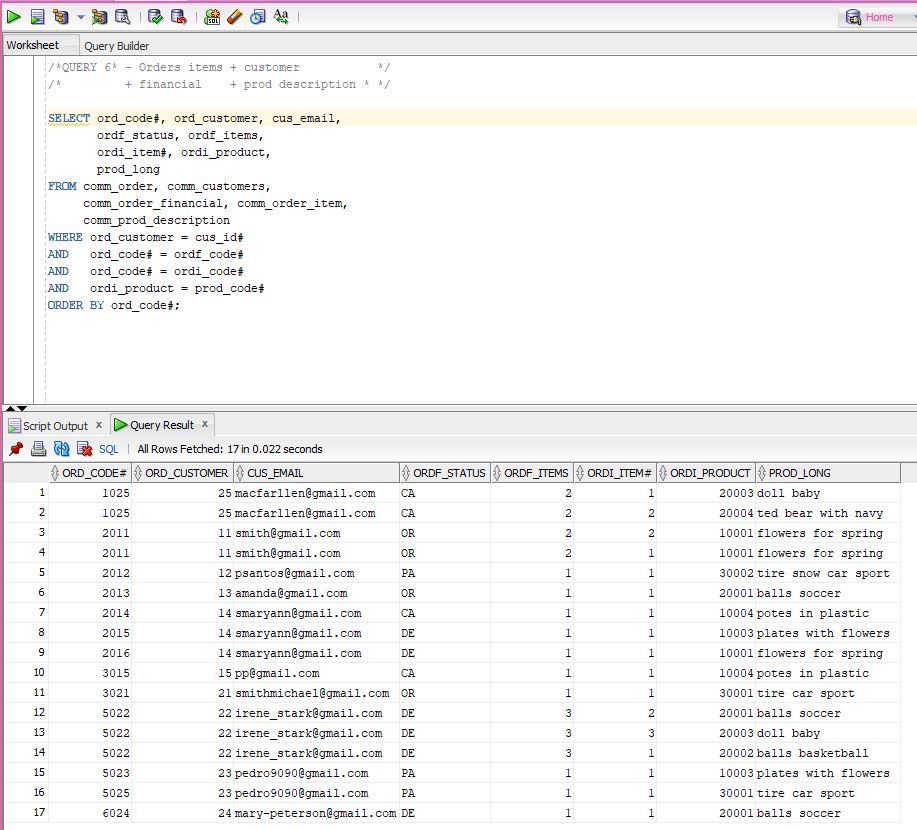 Home
Worksheet Query Builder
/*QUERY 6* - Orders items + customer */
/* + financial + prod description * */
SELECT ord_code#, ord_customer, cus_email,
ordf_status, ordf_items,
ordi_item#, ordi_product,
prod_long
FROM comm_order, comm_customers,
comm_order_financial, comm_order_item,
comm_prod_description
WHERE ord_customer = cus_id#
AND ord_code# = ordf_code#
AND ord_code# = ordi_code#
AND ordi_product = prod_code#
ORDER BY ord_code#;
Script Output x Query Result x
SQL | All Rows Fetched: 17 in 0.022 seconds
ORD_CODE# ORD_CUSTOMER CUS_EMAIL ORDF_STATUS ORDF_ITEMS ORDI_ITEM# ORDI_PRODUCT PROD_LONG
1 1025 25 macfarllen@gmail.com CA 2 1 20003 doll baby
2 1025 25 macfarllen@gmail.com CA 2 2 20004 ted bear with navy
3 2011 11 smith@gmail.com OR 2 2 10001 flowers for spring
4 2011 11 smith@gmail.com OR 2 1 10001 flowers for spring
5 2012 12 psantos@gmail.com PA 1 1 30002 tire snow car sport
6 2013 13 amanda@gmail.com OR 1 1 20001 balls soccer
7 2014 14 smaryann@gmail.com CA 1 1 10004 potes in plastic
8 2015 14 smaryann@gmail.com DE 1 1 10003 plates with flowers
9 2016 14 smaryann@gmail.com DE 1 1 10001 flowers for spring
10 3015 15 pp@gmail.com CA 1 1 10004 potes in plastic
11 3021 21 smithmichael@gmail.com OR 1 1 30001 tire car sport
12 5022 22 irene_stark@gmail.com DE 3 2 20001 balls soccer
13 5022 22 irene_stark@gmail.com DE 3 3 20003 doll baby
14 5022 22 irene_stark@gmail.com DE 3 1 20002 balls basketball
15 5023 23 pedro9090@gmail.com PA 1 1 10003 plates with flowers
16 5025 23 pedro9090@gmail.com PA 1 1 30001 tire car sport
17 6024 24 mary-peterson@gmail.com DE 1 1 20001 balls soccer